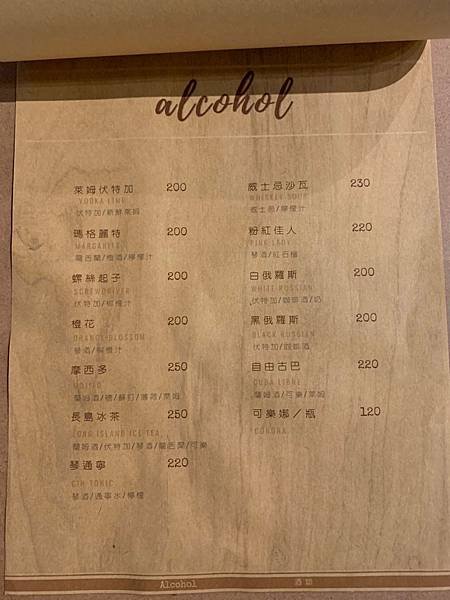 alcohol
萊姆伏特加 200
VODKA LIME
伏特加/新鮮萊姆
瑪格麗特 200
MARGARITA
龍舌蘭/橙酒/檸檬汁
螺絲起子 200
SCREWDRIVER
伏特加/柳橙汁
橙花 200
ORANGE BLOSSOM
琴酒/柳橙汁
摩西多 250
MOJITO
蘭姆酒/糖/蘇打/薄荷/萊姆
長島冰茶 250
LONG ISLAND ICE TEA
蘭姆酒/伏特加/琴酒/龍舌蘭/可樂
琴通寧 220
GIN TONIC
琴酒/通寧水/檸檬
威士忌沙瓦 230
WHISKEY SOUR
威士忌/檸檬汁
粉紅佳人 220
PINK LADY
琴酒/紅石榴
白俄羅斯 200
WHITE RUSSIAN
伏特加/咖啡酒/奶
黑俄羅斯 200
BLACK RUSSIAN
伏特加/咖啡酒
自由古巴 220
CUBA LIBRE
蘭姆酒/可樂/萊姆
可樂娜／瓶 120
CORONA
Alcohol